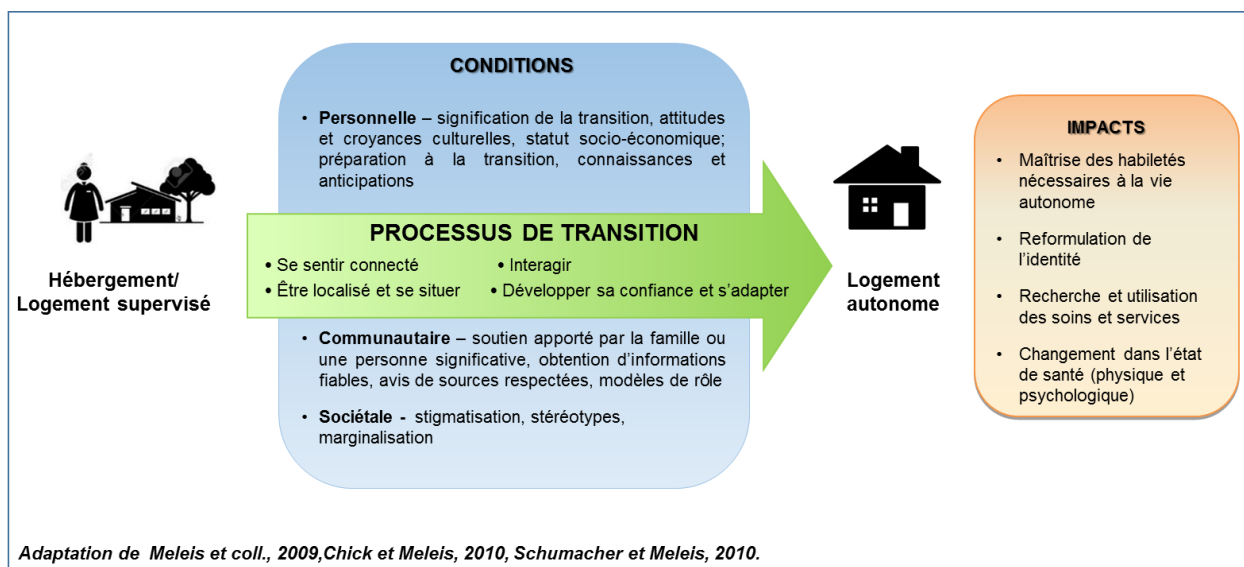 CONDITIONS
• Personnelle – signification de la transition, attitudes
et croyances culturelles, statut socio-économique;
préparation à la transition, connaissances et
anticipations
PROCESSUS DE TRANSITION
• Se sentir connecté • Interagir
• Être localisé et se situer • Développer sa confiance et s’adapter
• Communautaire – soutien apporté par la famille ou
une personne significative, obtention d’informations
fiables, avis de sources respectées, modèles de rôle
• Sociétale - stigmatisation, stéréotypes,
marginalisation
Hébergement/
Logement supervisé
Logement
autonome
IMPACTS
• Maîtrise des habiletés
nécessaires à la vie
autonome
• Reformulation de
l’identité
• Recherche et utilisation
des soins et services
• Changement dans l’état
de santé (physique et
psychologique)
Adaptation de Meleis et coll., 2009,Chick et Meleis, 2010, Schumacher et Meleis, 2010.